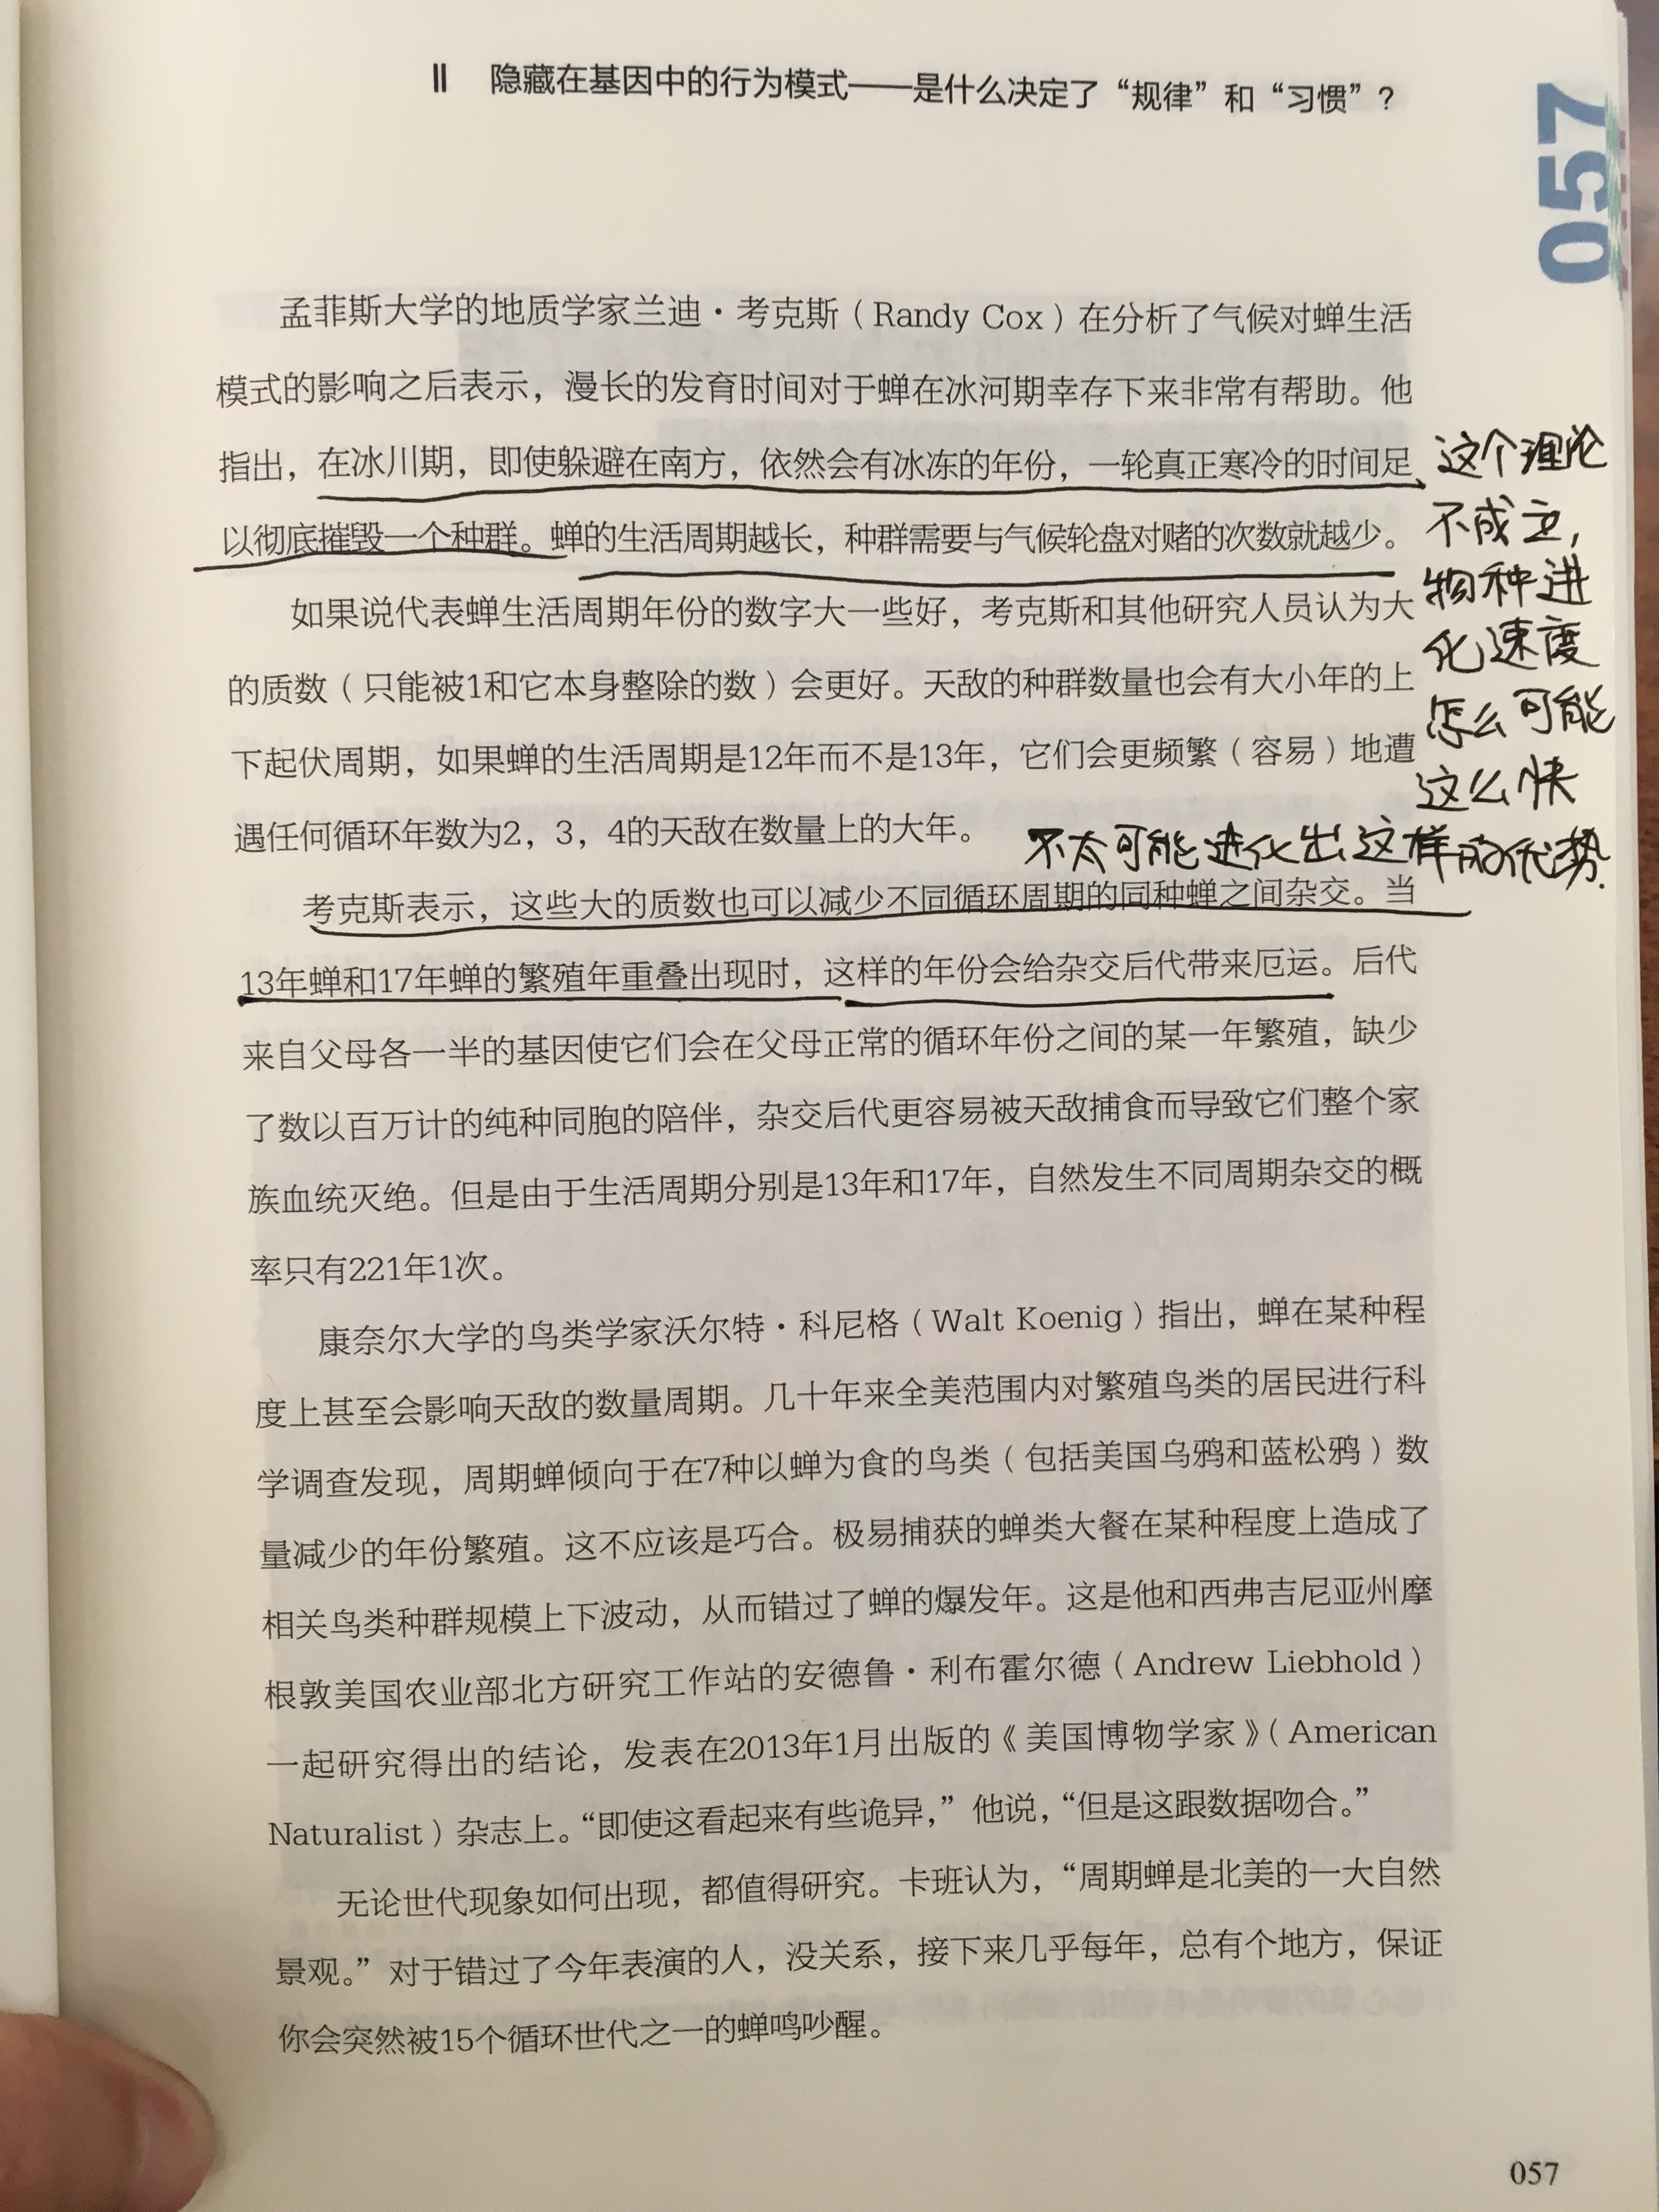 Ⅱ 隐藏在基因中的行为模式——是什么决定了“规律”和“习惯”?
057
孟菲斯大学的地质学家兰迪·考克斯（Randy Cox）在分析了气候对蝉生活
模式的影响之后表示，漫长的发育时间对于蝉在冰河期幸存下来非常有帮助。他
指出，在冰川期，即使躲避在南方，依然会有冰冻的年份，一轮真正寒冷的时间足
以彻底摧毁一个种群。蝉的生活周期越长，种群需要与气候轮盘对赌的次数就越少。
如果说代表蝉生活周期年份的数字大一些好，考克斯和其他研究人员认为大
的质数（只能被1和它本身整除的数）会更好。天敌的种群数量也会有大小年的上
下起伏周期，如果蝉的生活周期是12年而不是13年，它们会更频繁（容易）地遭
遇任何循环年数为2，3，4的天敌在数量上的大年。
这个理论
不成立，
物种进
化速度
怎么可能
这么快
不太可能进化出这样的优势.
考克斯表示，这些大的质数也可以减少不同循环周期的同种蝉之间杂交。当
13年蝉和17年蝉的繁殖年重叠出现时，这样的年份会给杂交后代带来厄运。后代
来自父母各一半的基因使它们会在父母正常的循环年份之间的某一年繁殖，缺少
了数以百万计的纯种同胞的陪伴，杂交后代更容易被天敌捕食而导致它们整个家
族血统灭绝。但是由于生活周期分别是13年和17年，自然发生不同周期杂交的概
率只有221年1次。
康奈尔大学的鸟类学家沃尔特·科尼格（Walt Koenig）指出，蝉在某种程
度上甚至会影响天敌的数量周期。几十年来全美范围内对繁殖鸟类的居民进行科
学调查发现，周期蝉倾向于在7种以蝉为食的鸟类（包括美国乌鸦和蓝松鸦）数
量减少的年份繁殖。这不应该是巧合。极易捕获的蝉类大餐在某种程度上造成了
相关鸟类种群规模上下波动，从而错过了蝉的爆发年。这是他和西弗吉尼亚州摩
根敦美国农业部北方研究工作站的安德鲁·利布霍尔德（Andrew Liebhold）
一起研究得出的结论，发表在2013年1月出版的《美国博物学家》（American
Naturalist）杂志上。“即使这看起来有些诡异，”他说，“但是这跟数据吻合。”
无论世代现象如何出现，都值得研究。卡班认为，“周期蝉是北美的一大自然
景观。”对于错过了今年表演的人，没关系，接下来几乎每年，总有个地方，保证
你会突然被15个循环世代之一的蝉鸣吵醒。
057